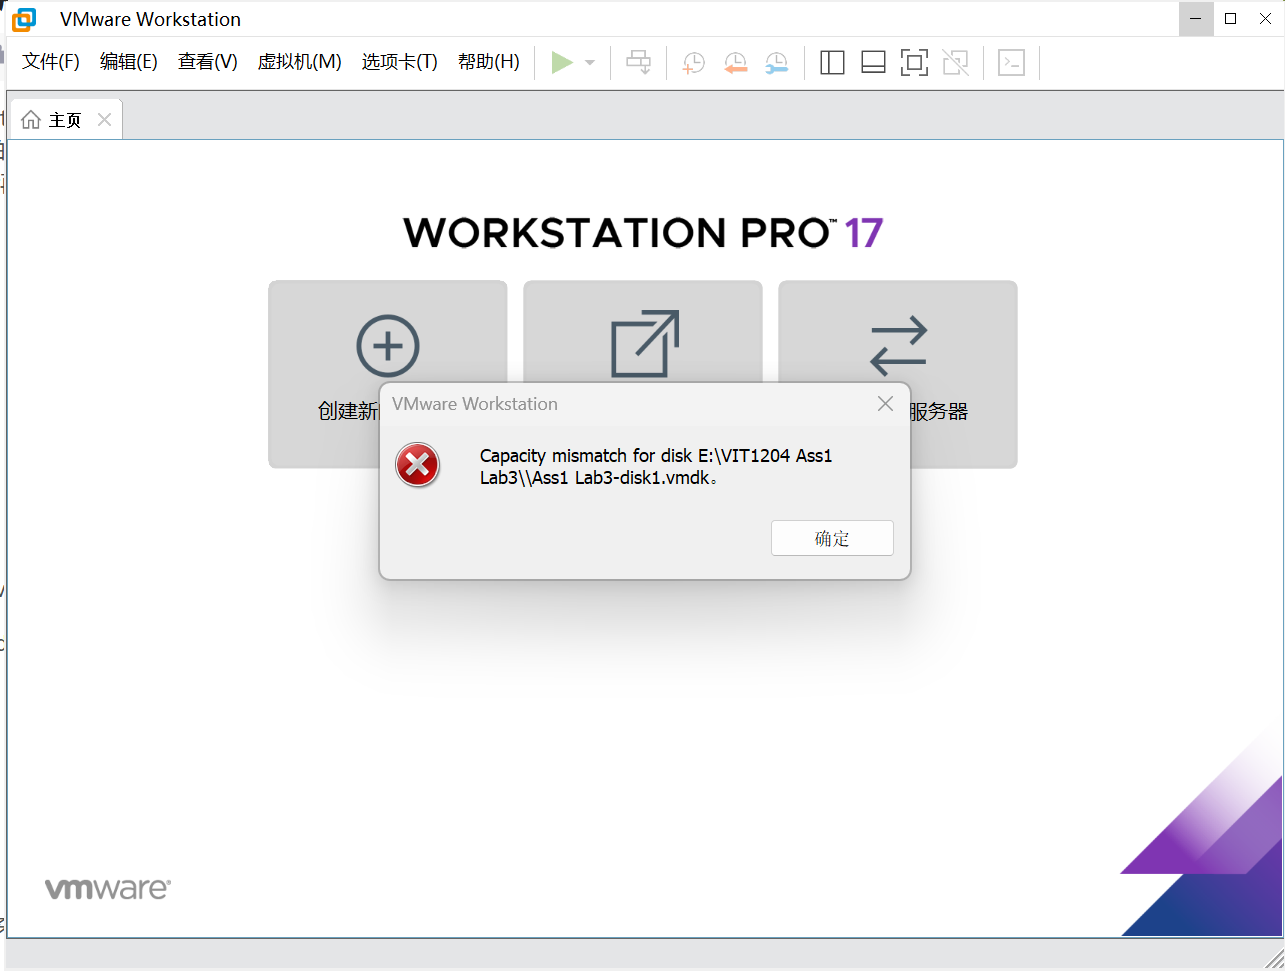 VMware Workstation
文件(F) 编辑(E) 查看(V) 虚拟机(M) 选项卡(T) 帮助(H)
主页
WORKSTATION PRO™ 17
创建新
服务器
VMware Workstation
Capacity mismatch for disk E:\VIT1204 Ass1
Lab3\\Ass1 Lab3-disk1.vmdk。
确定
vmware®